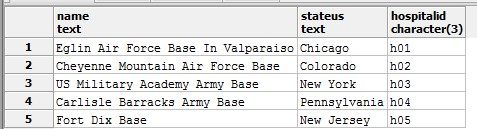 name text stateus text hospitalid character(3)
1 Eglin Air Force Base In Valparaiso Chicago h01
2 Cheyenne Mountain Air Force Base Colorado h02
3 US Military Academy Army Base New York h03
4 Carlisle Barracks Army Base Pennsylvania h04
5 Fort Dix Base New Jersey h05